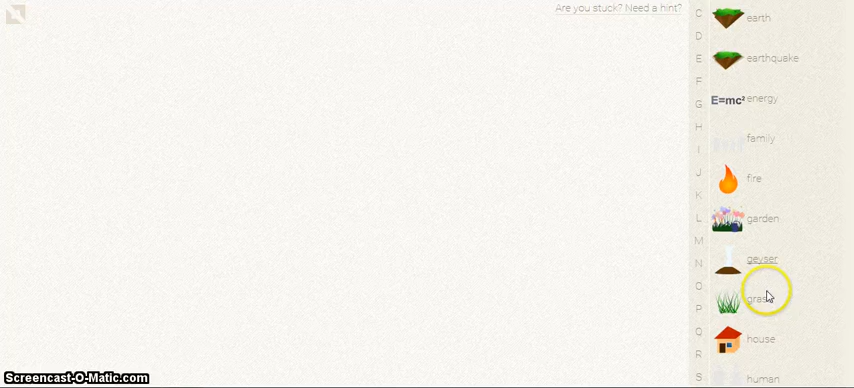 Are you stuck? Need a hint?
C
D
E
F
G
H
I
J
K
L
M
N
O
P
Q
R
S
earth
earthquake
E=mc² energy
family
fire
garden
geyser
grass
house
human
Screencast-O-Matic.com